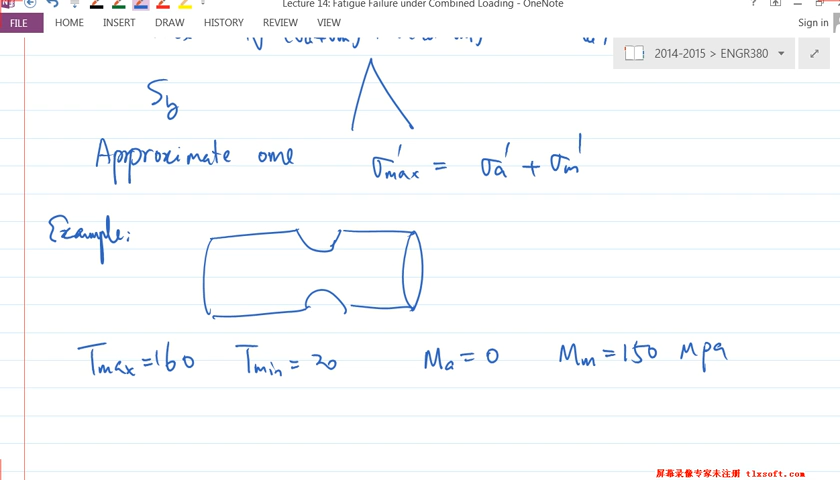 Lecture 14: Fatigue Failure under Combined Loading - OneNote
FILE HOME INSERT DRAW HISTORY REVIEW VIEW Sign in
2014-2015 > ENGR380
Sy
Approximate one σ'max = σa' + σm'
Example:
Tmax = 160 Tmin = 20 Ma = 0 Mm = 150 Mpa
屏幕录像专家未注册 tlxsoft.com